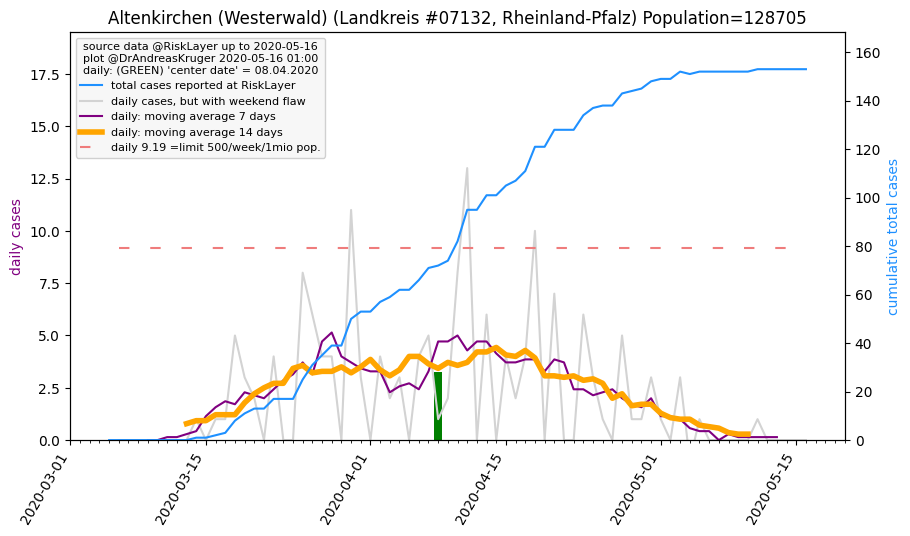 Altenkirchen (Westerwald) (Landkreis #07132, Rheinland-Pfalz) Population=128705
source data @RiskLayer up to 2020-05-16
plot @DrAndreasKruger 2020-05-16 01:00
daily: (GREEN) 'center date' = 08.04.2020
total cases reported at RiskLayer
daily cases, but with weekend flaw
daily: moving average 7 days
daily: moving average 14 days
daily 9.19 =limit 500/week/1mio pop.
daily cases
17.5
15.0
12.5
10.0
7.5
5.0
2.5
0.0
160
140
120
100
80
60
40
20
0
cumulative total cases
2020-03-01
2020-03-15
2020-04-01
2020-04-15
2020-05-01
2020-05-15